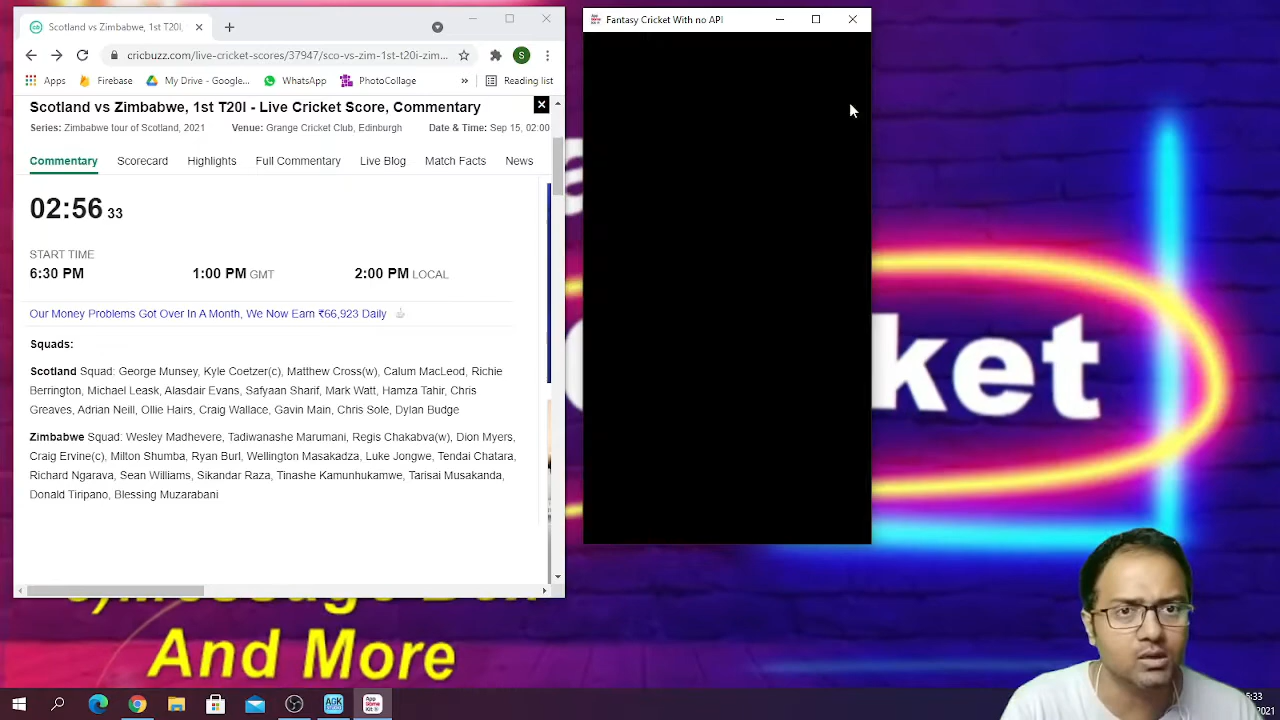 Scotland vs Zimbabwe, 1st T20I,
cricbuzz.com/live-cricket-scores/37947/sco-vs-zim-1st-t20i-zim...
S
Apps
Firebase
My Drive - Google...
WhatsApp
PhotoCollage
»
Reading list
Scotland vs Zimbabwe, 1st T20I - Live Cricket Score, Commentary
Series: Zimbabwe tour of Scotland, 2021 Venue: Grange Cricket Club, Edinburgh Date & Time: Sep 15, 02:00
Commentary Scorecard Highlights Full Commentary Live Blog Match Facts News
02:56 33
START TIME
6:30 PM 1:00 PM GMT 2:00 PM LOCAL
Our Money Problems Got Over In A Month, We Now Earn ₹66,923 Daily
Squads:
Scotland Squad: George Munsey, Kyle Coetzer(c), Matthew Cross(w), Calum MacLeod, Richie
Berrington, Michael Leask, Alasdair Evans, Safyaan Sharif, Mark Watt, Hamza Tahir, Chris
Greaves, Adrian Neill, Ollie Hairs, Craig Wallace, Gavin Main, Chris Sole, Dylan Budge
Zimbabwe Squad: Wesley Madhevere, Tadiwanashe Marumani, Regis Chakabva(w), Dion Myers,
Craig Ervine(c), Milton Shumba, Ryan Burl, Wellington Masakadza, Luke Jongwe, Tendai Chatara,
Richard Ngarava, Sean Williams, Sikandar Raza, Tinashe Kamunhukamwe, Tarisai Musakanda,
Donald Tiripano, Blessing Muzarabani
Fantasy Cricket With no API
ket
And More
5:33
2021